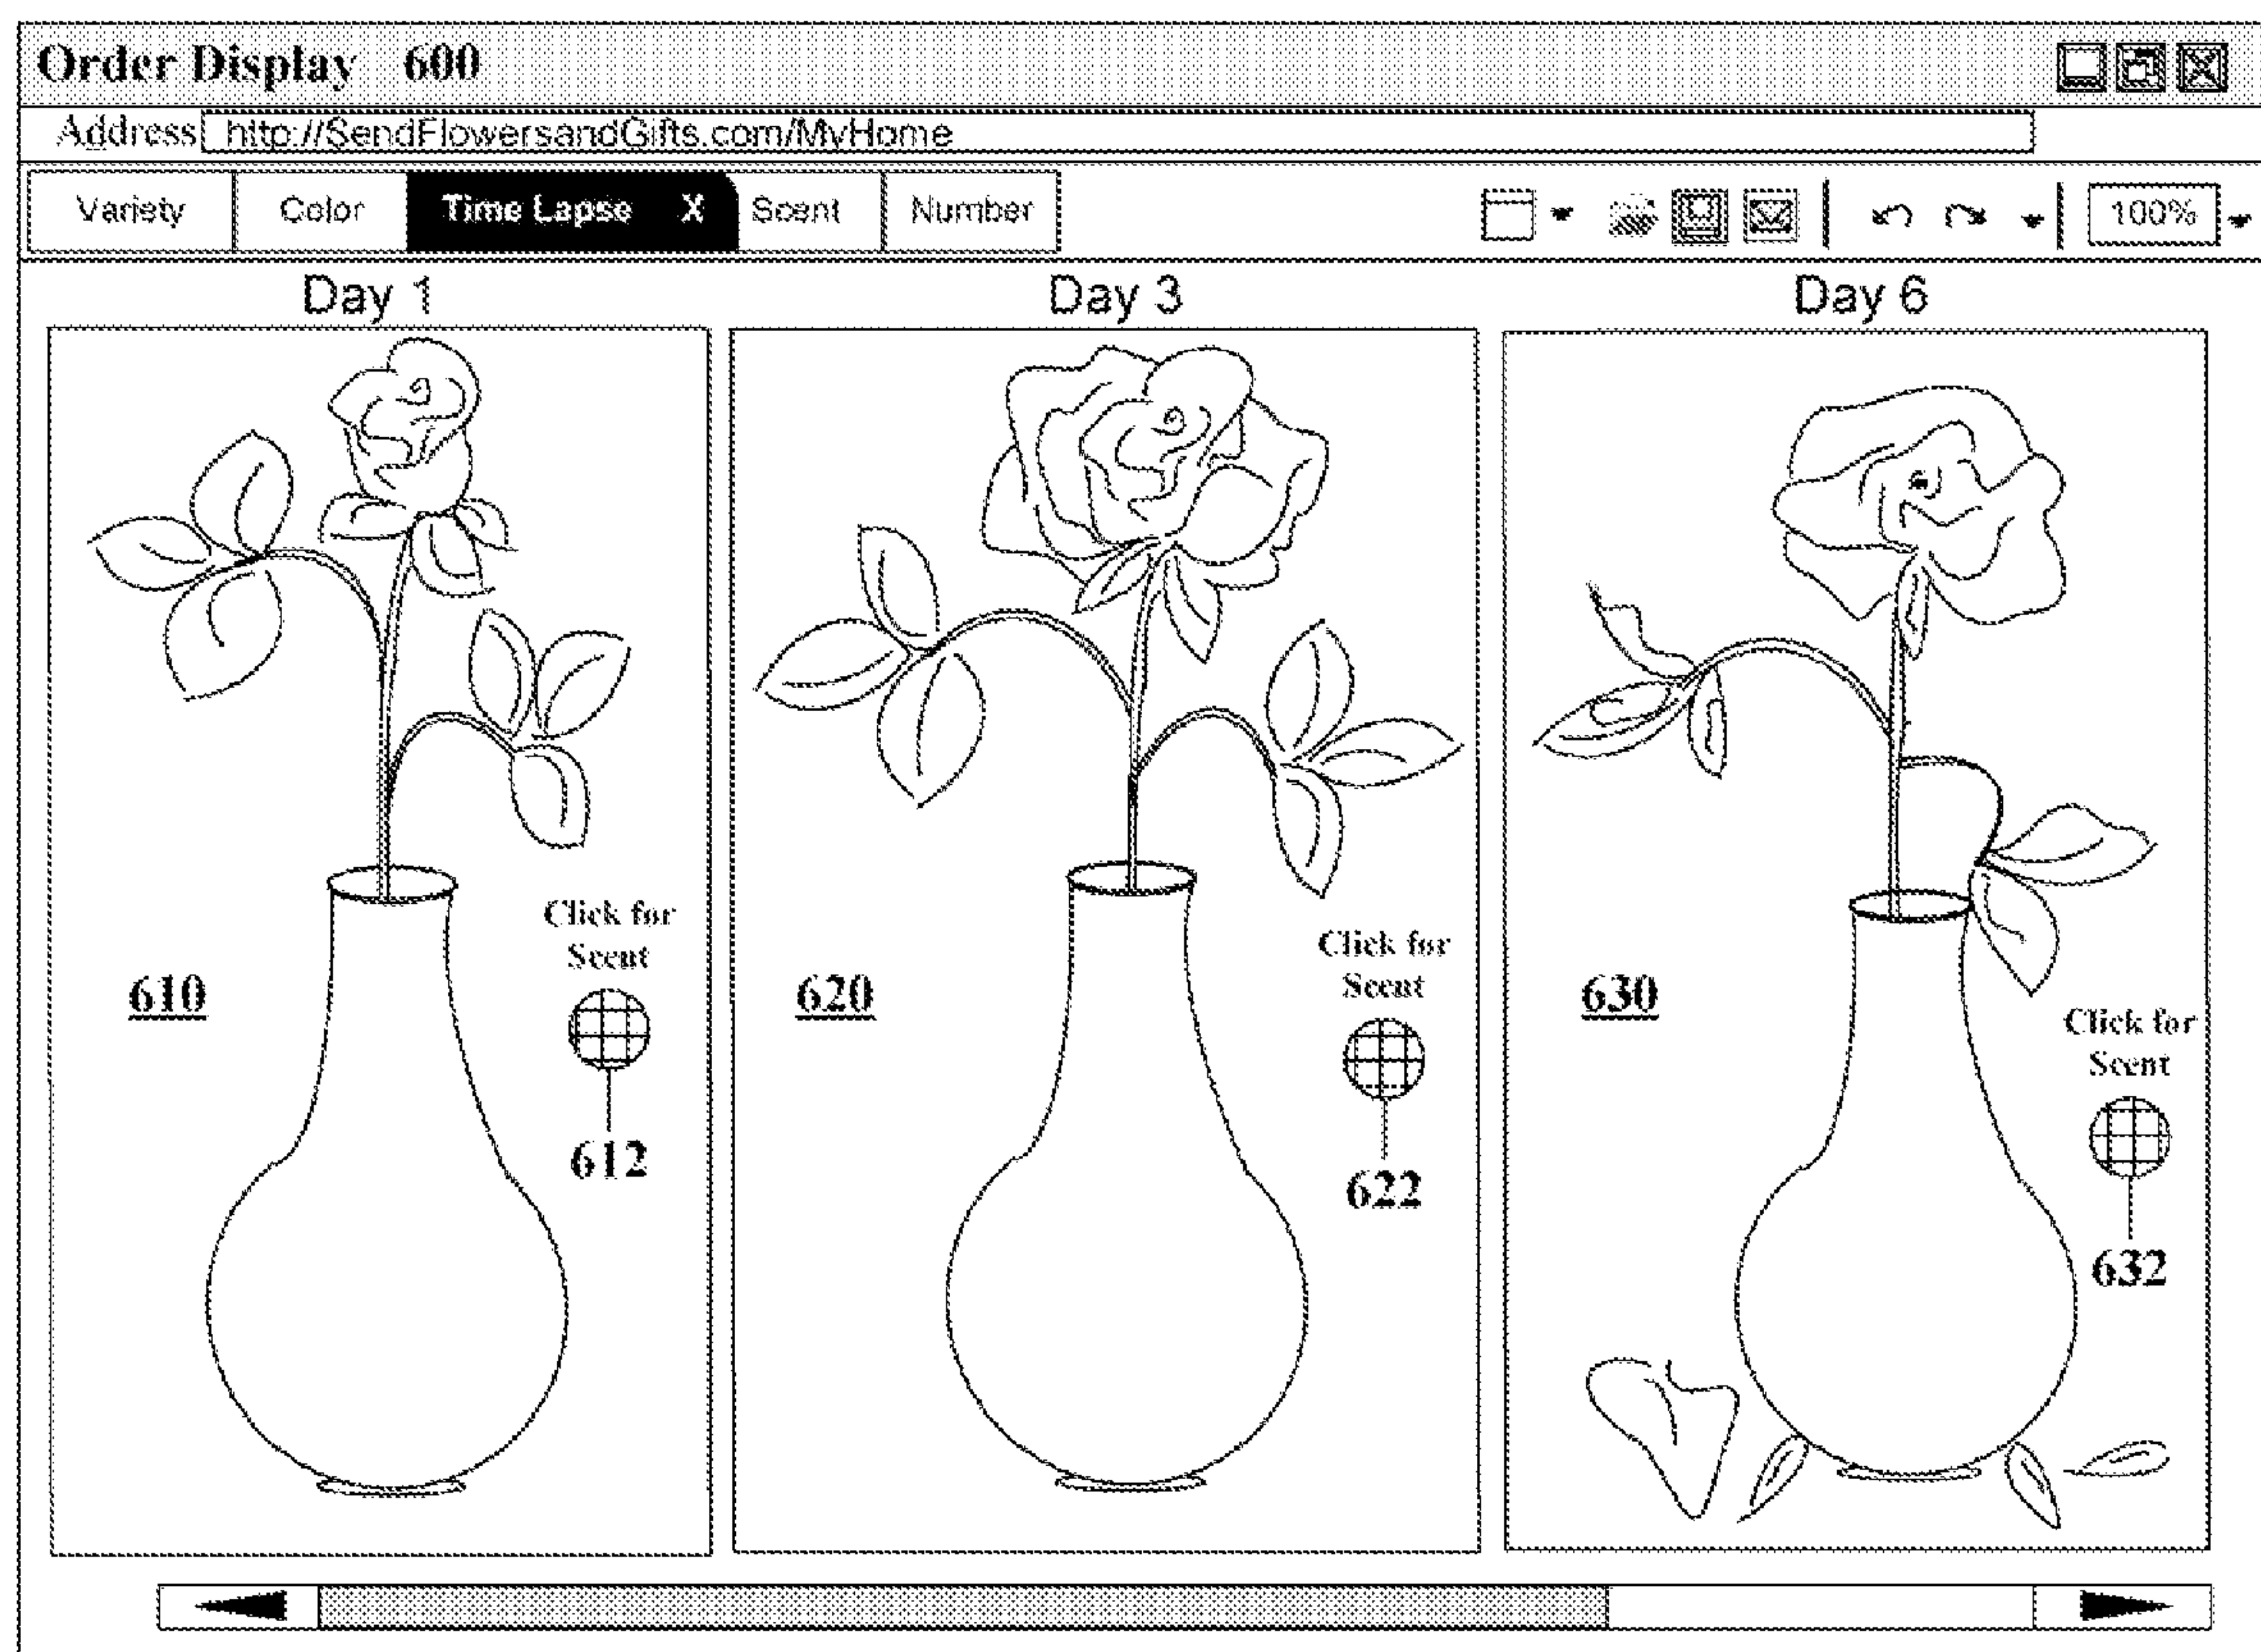 Order Display 600
Address http://SendFlowersandGifts.com/MyHome
Variety Color Time Lapse X Scent Number 100%
Day 1 Day 3 Day 6
Click for
Scent
610
612
Click for
Scent
620
622
Click for
Scent
630
632